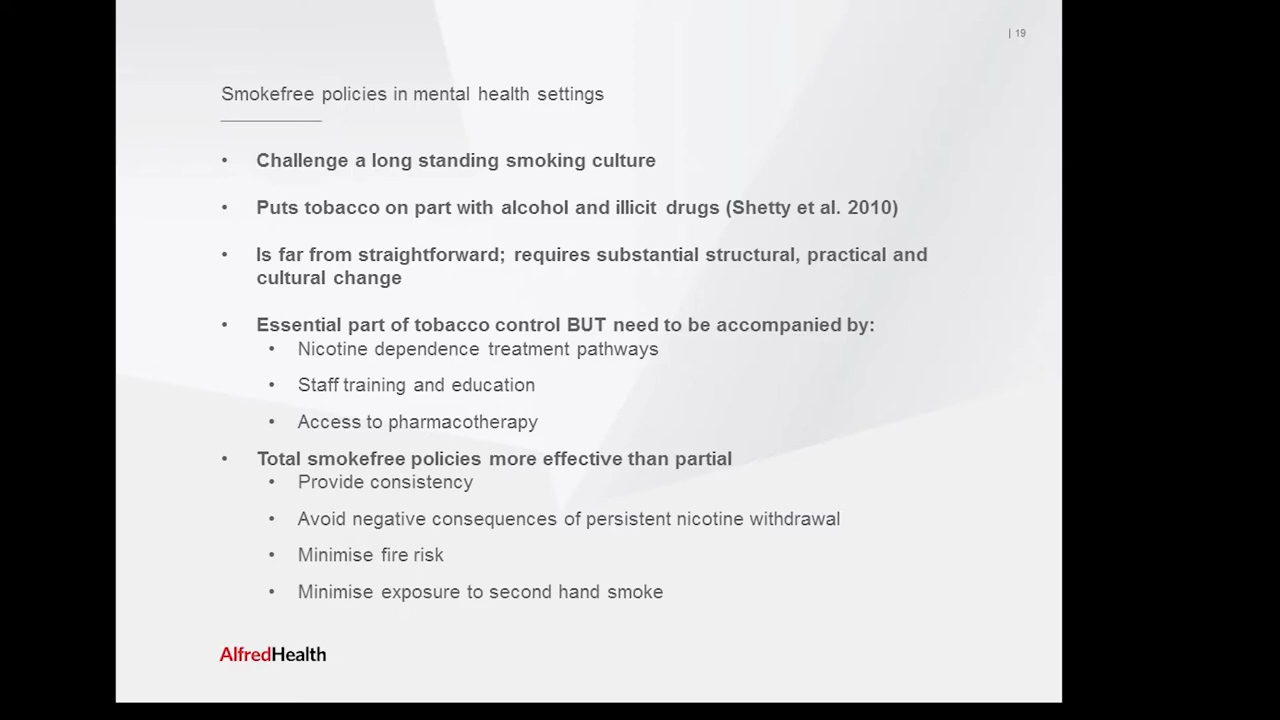 | 19
Smokefree policies in mental health settings
• Challenge a long standing smoking culture
• Puts tobacco on part with alcohol and illicit drugs (Shetty et al. 2010)
• Is far from straightforward; requires substantial structural, practical and
cultural change
• Essential part of tobacco control BUT need to be accompanied by:
• Nicotine dependence treatment pathways
• Staff training and education
• Access to pharmacotherapy
• Total smokefree policies more effective than partial
• Provide consistency
• Avoid negative consequences of persistent nicotine withdrawal
• Minimise fire risk
• Minimise exposure to second hand smoke
AlfredHealth